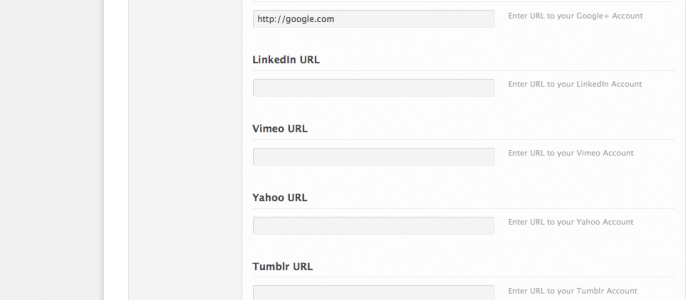 http://google.com Enter URL to your Google+ Account
LinkedIn URL
Enter URL to your LinkedIn Account
Vimeo URL
Enter URL to your Vimeo Account
Yahoo URL
Enter URL to your Yahoo Account
Tumblr URL
Enter URL to your Tumblr Account